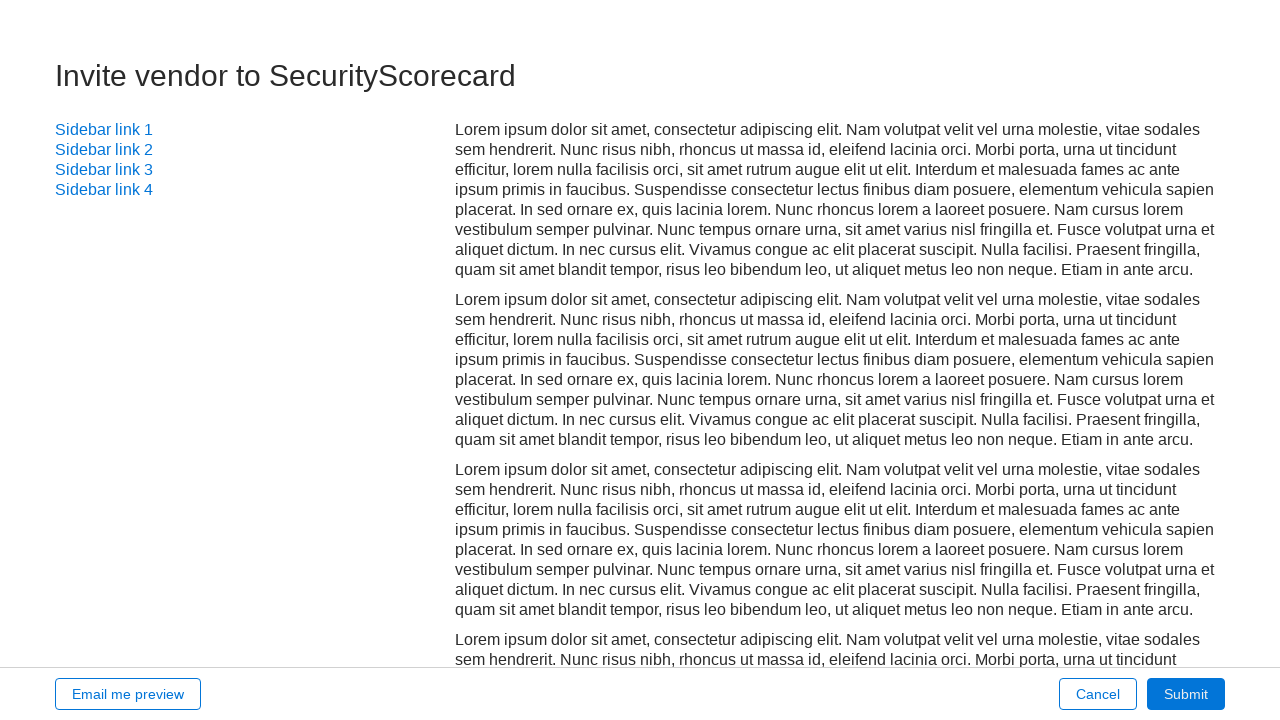 Invite vendor to SecurityScorecard
Sidebar link 1
Sidebar link 2
Sidebar link 3
Sidebar link 4
Lorem ipsum dolor sit amet, consectetur adipiscing elit. Nam volutpat velit vel urna molestie, vitae sodales
sem hendrerit. Nunc risus nibh, rhoncus ut massa id, eleifend lacinia orci. Morbi porta, urna ut tincidunt
efficitur, lorem nulla facilisis orci, sit amet rutrum augue elit ut elit. Interdum et malesuada fames ac ante
ipsum primis in faucibus. Suspendisse consectetur lectus finibus diam posuere, elementum vehicula sapien
placerat. In sed ornare ex, quis lacinia lorem. Nunc rhoncus lorem a laoreet posuere. Nam cursus lorem
vestibulum semper pulvinar. Nunc tempus ornare urna, sit amet varius nisl fringilla et. Fusce volutpat urna et
aliquet dictum. In nec cursus elit. Vivamus congue ac elit placerat suscipit. Nulla facilisi. Praesent fringilla,
quam sit amet blandit tempor, risus leo bibendum leo, ut aliquet metus leo non neque. Etiam in ante arcu.
Lorem ipsum dolor sit amet, consectetur adipiscing elit. Nam volutpat velit vel urna molestie, vitae sodales
sem hendrerit. Nunc risus nibh, rhoncus ut massa id, eleifend lacinia orci. Morbi porta, urna ut tincidunt
efficitur, lorem nulla facilisis orci, sit amet rutrum augue elit ut elit. Interdum et malesuada fames ac ante
ipsum primis in faucibus. Suspendisse consectetur lectus finibus diam posuere, elementum vehicula sapien
placerat. In sed ornare ex, quis lacinia lorem. Nunc rhoncus lorem a laoreet posuere. Nam cursus lorem
vestibulum semper pulvinar. Nunc tempus ornare urna, sit amet varius nisl fringilla et. Fusce volutpat urna et
aliquet dictum. In nec cursus elit. Vivamus congue ac elit placerat suscipit. Nulla facilisi. Praesent fringilla,
quam sit amet blandit tempor, risus leo bibendum leo, ut aliquet metus leo non neque. Etiam in ante arcu.
Lorem ipsum dolor sit amet, consectetur adipiscing elit. Nam volutpat velit vel urna molestie, vitae sodales
sem hendrerit. Nunc risus nibh, rhoncus ut massa id, eleifend lacinia orci. Morbi porta, urna ut tincidunt
efficitur, lorem nulla facilisis orci, sit amet rutrum augue elit ut elit. Interdum et malesuada fames ac ante
ipsum primis in faucibus. Suspendisse consectetur lectus finibus diam posuere, elementum vehicula sapien
placerat. In sed ornare ex, quis lacinia lorem. Nunc rhoncus lorem a laoreet posuere. Nam cursus lorem
vestibulum semper pulvinar. Nunc tempus ornare urna, sit amet varius nisl fringilla et. Fusce volutpat urna et
aliquet dictum. In nec cursus elit. Vivamus congue ac elit placerat suscipit. Nulla facilisi. Praesent fringilla,
quam sit amet blandit tempor, risus leo bibendum leo, ut aliquet metus leo non neque. Etiam in ante arcu.
Lorem ipsum dolor sit amet, consectetur adipiscing elit. Nam volutpat velit vel urna molestie, vitae sodales
sem hendrerit. Nunc risus nibh, rhoncus ut massa id, eleifend lacinia orci. Morbi porta, urna ut tincidunt
Email me preview
Cancel
Submit